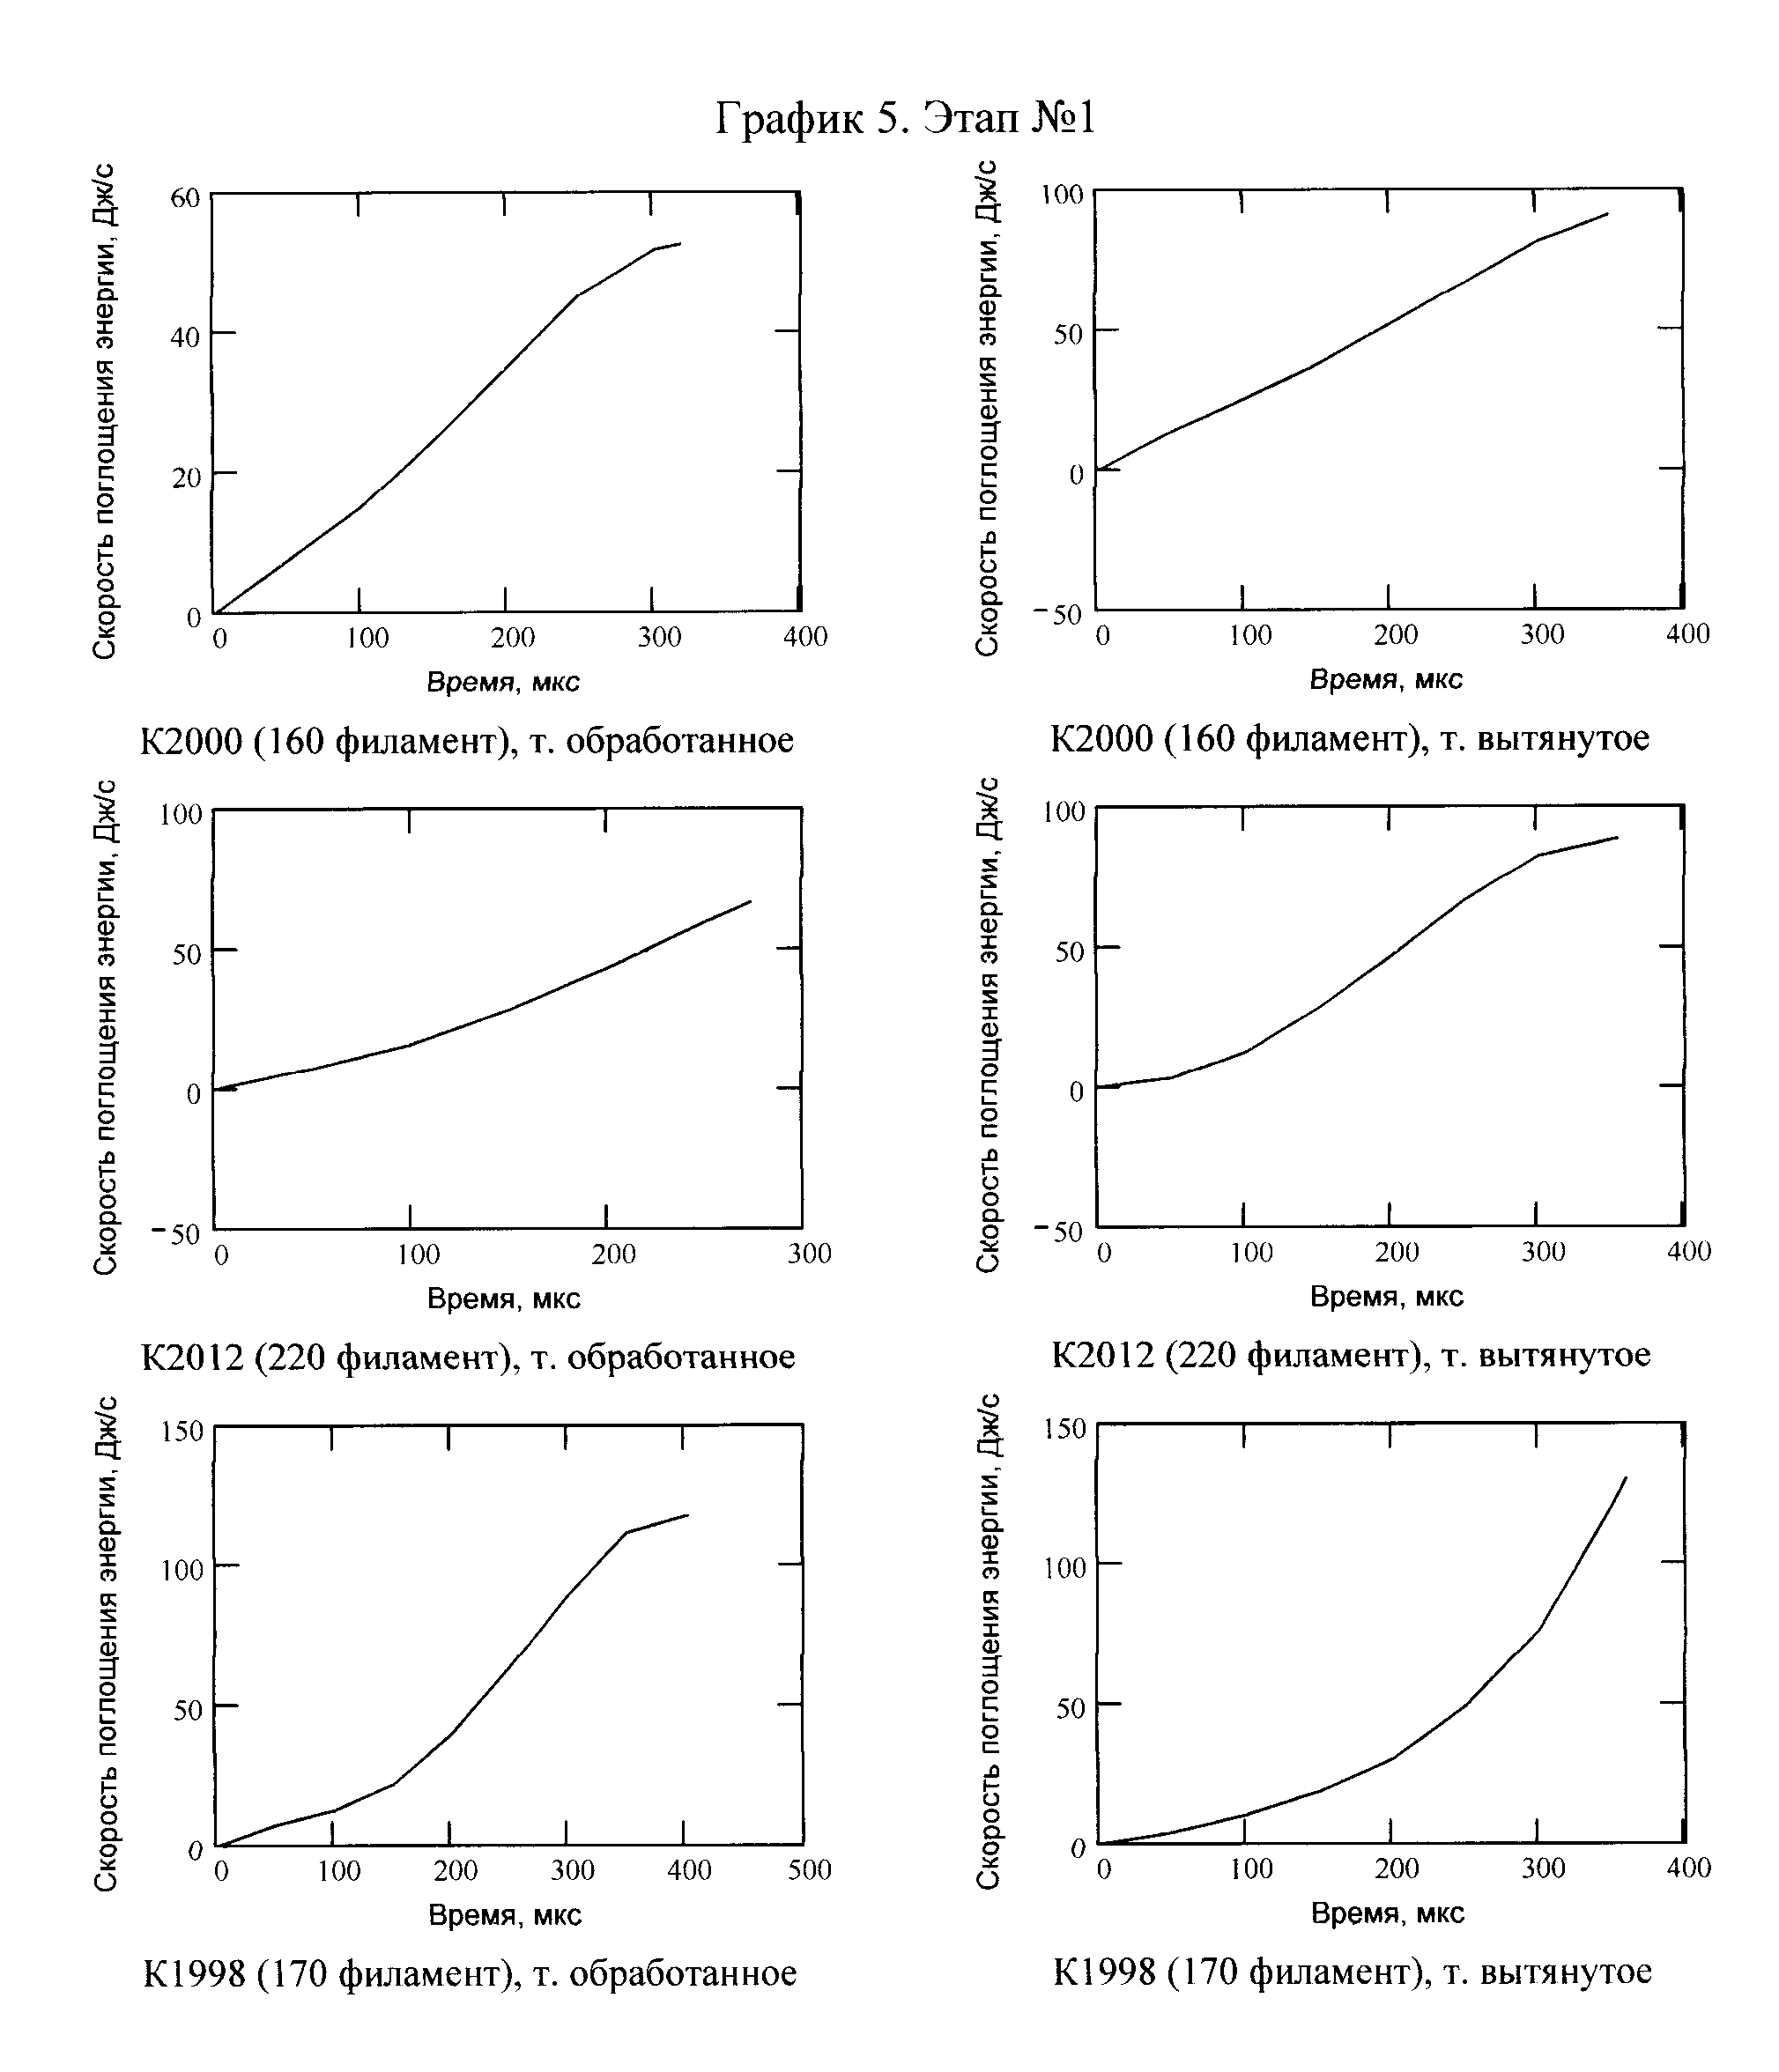 График 5. Этап №1
Скорость поглощения энергии, Дж/с
60
40
20
0
0 100 200 300 400
Время, мкс
К2000 (160 филамент), т. обработанное
Скорость поглощения энергии, Дж/с
100
50
0
−50
0 100 200 300 400
Время, мкс
К2000 (160 филамент), т. вытянутое
Скорость поглощения энергии, Дж/с
100
50
0
−50
0 100 200 300
Время, мкс
К2012 (220 филамент), т. обработанное
Скорость поглощения энергии, Дж/с
100
50
0
−50
0 100 200 300 400
Время, мкс
К2012 (220 филамент), т. вытянутое
Скорость поглощения энергии, Дж/с
150
100
50
0
0 100 200 300 400 500
Время, мкс
К1998 (170 филамент), т. обработанное
Скорость поглощения энергии, Дж/с
150
100
50
0
0 100 200 300 400
Время, мкс
К1998 (170 филамент), т. вытянутое